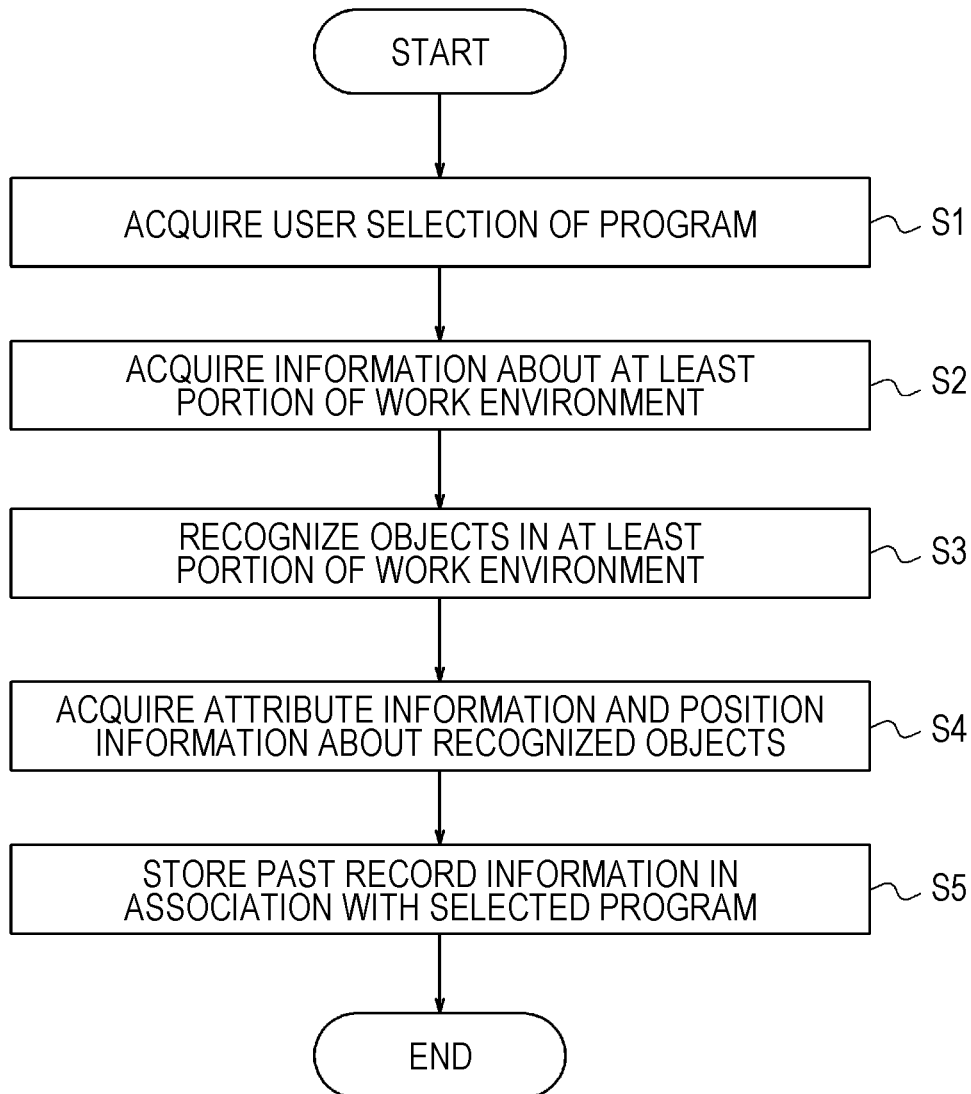 START
ACQUIRE USER SELECTION OF PROGRAM
S1
ACQUIRE INFORMATION ABOUT AT LEAST
PORTION OF WORK ENVIRONMENT
S2
RECOGNIZE OBJECTS IN AT LEAST
PORTION OF WORK ENVIRONMENT
S3
ACQUIRE ATTRIBUTE INFORMATION AND POSITION
INFORMATION ABOUT RECOGNIZED OBJECTS
S4
STORE PAST RECORD INFORMATION IN
ASSOCIATION WITH SELECTED PROGRAM
S5
END